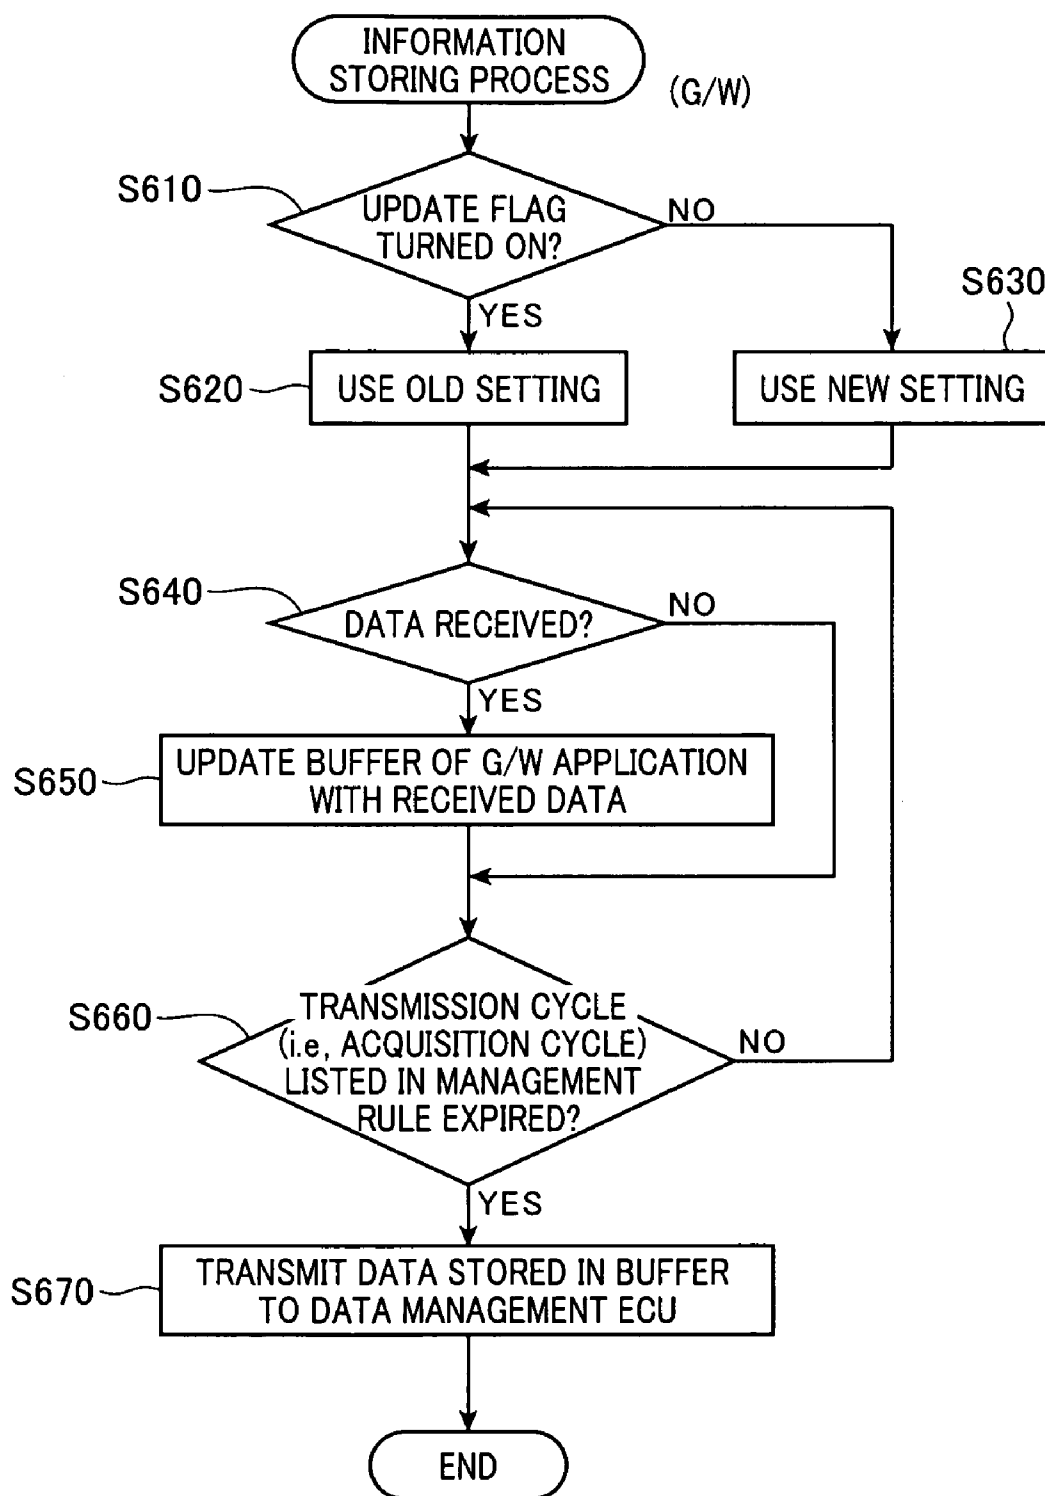 INFORMATION
STORING PROCESS
(G/W)
S610
UPDATE FLAG
TURNED ON?
NO
YES
S630
S620
USE OLD SETTING
USE NEW SETTING
S640
DATA RECEIVED?
NO
YES
S650
UPDATE BUFFER OF G/W APPLICATION
WITH RECEIVED DATA
S660
TRANSMISSION CYCLE
(i.e, ACQUISITION CYCLE)
LISTED IN MANAGEMENT
RULE EXPIRED?
NO
YES
S670
TRANSMIT DATA STORED IN BUFFER
TO DATA MANAGEMENT ECU
END